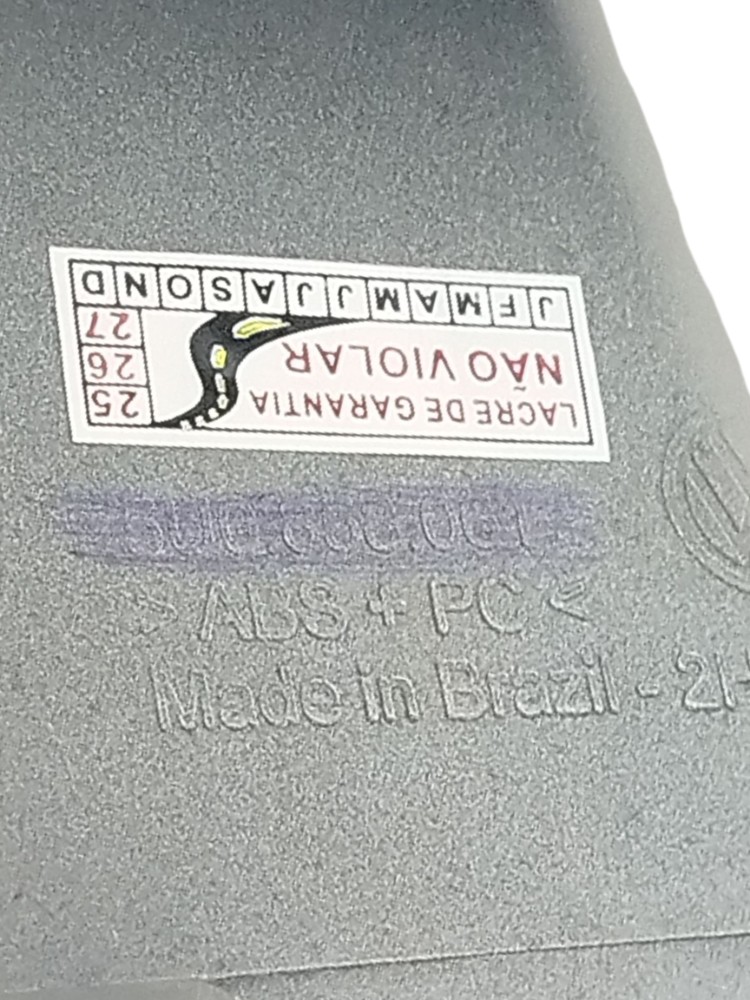 LACRE DE GARANTIA
NÃO VIOLAR
25
26
27
J F M A M J J A S O N D
> ABS + PC <
Made in Brazil -